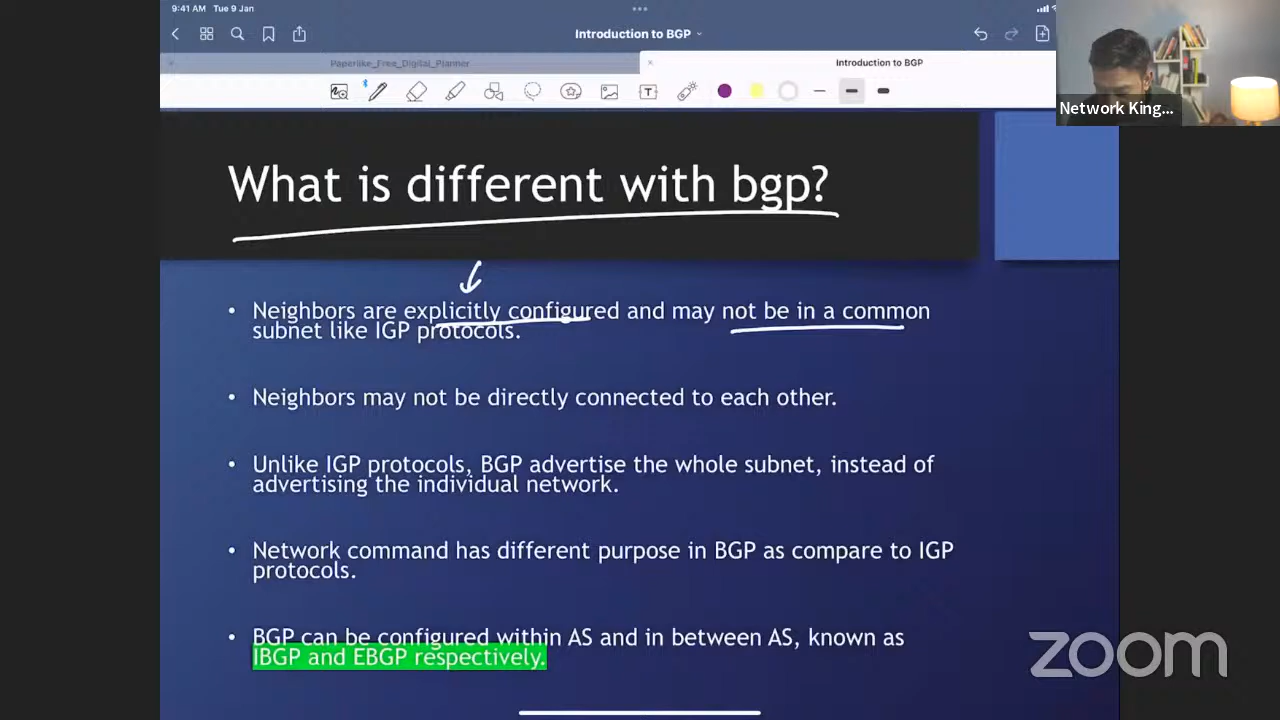 9:41 AM Tue 9 Jan
Introduction to BGP
Paperlike_Free_Digital_Planner
Introduction to BGP
T
Network King...
What is different with bgp?
• Neighbors are explicitly configured and may not be in a common
subnet like IGP protocols.
• Neighbors may not be directly connected to each other.
• Unlike IGP protocols, BGP advertise the whole subnet, instead of
advertising the individual network.
• Network command has different purpose in BGP as compare to IGP
protocols.
• BGP can be configured within AS and in between AS, known as
IBGP and EBGP respectively.
zoom